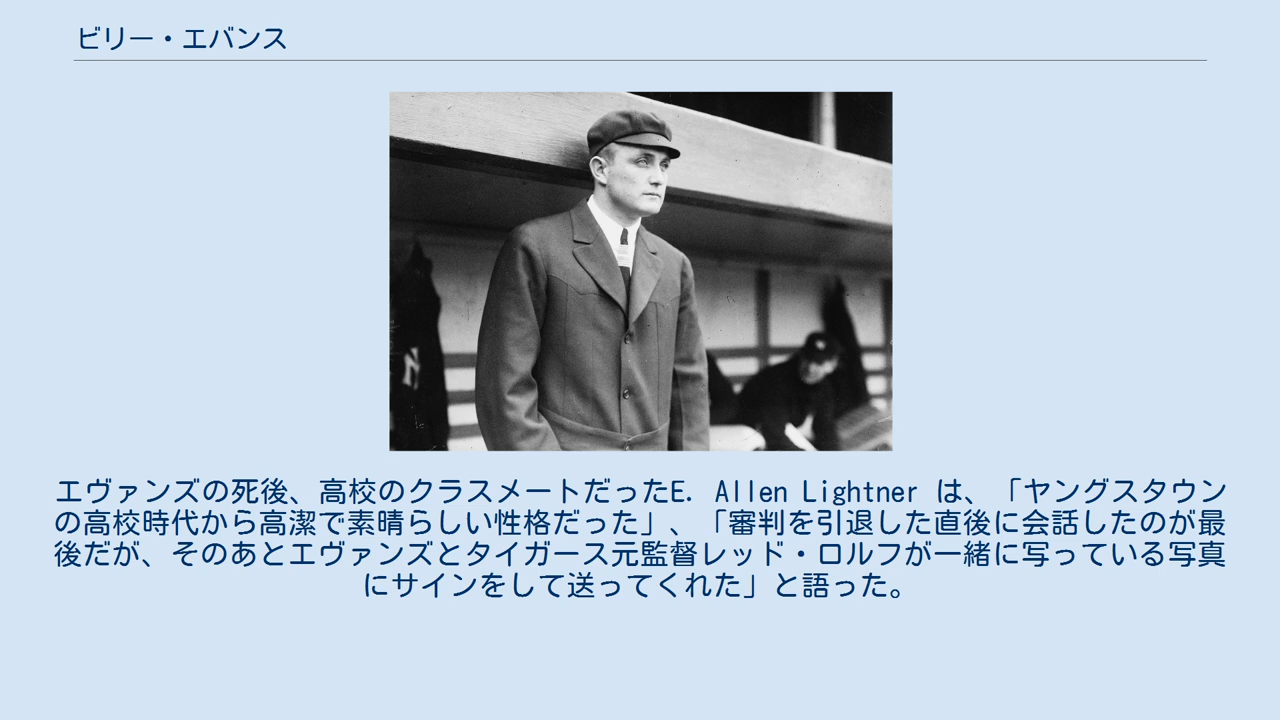 ビリー・エバンス
エヴァンズの死後、高校のクラスメートだったE. Allen Lightner は、「ヤングスタウン
の高校時代から高潔で素晴らしい性格だった」、「審判を引退した直後に会話したのが最
後だが、そのあとエヴァンズとタイガース元監督レッド・ロルフが一緒に写っている写真
にサインをして送ってくれた」と語った。